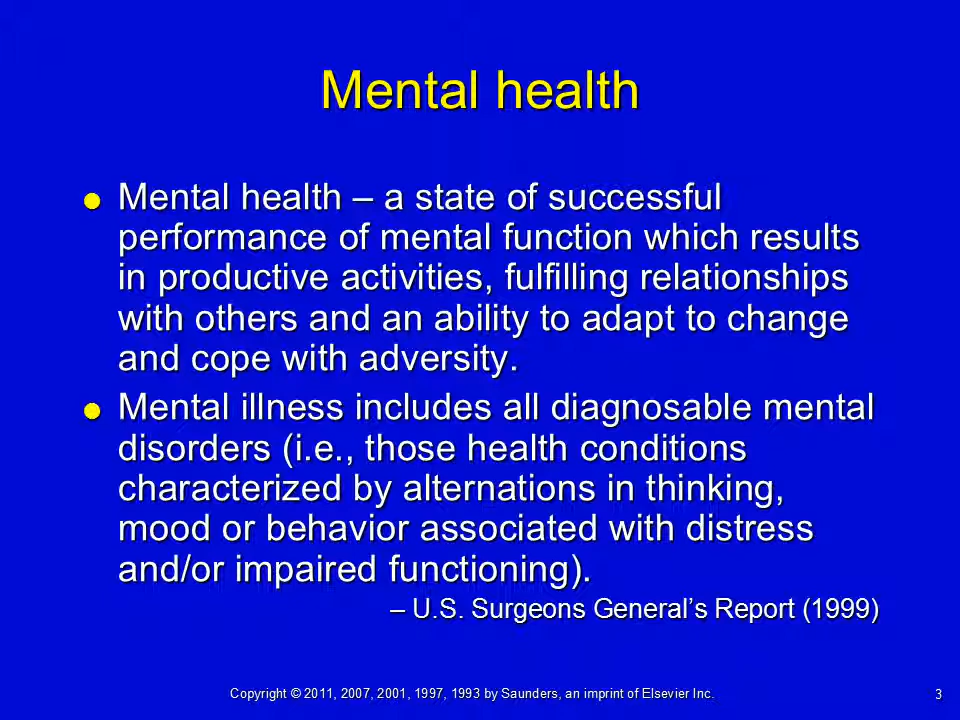 Mental health
● Mental health – a state of successful
performance of mental function which results
in productive activities, fulfilling relationships
with others and an ability to adapt to change
and cope with adversity.
● Mental illness includes all diagnosable mental
disorders (i.e., those health conditions
characterized by alternations in thinking,
mood or behavior associated with distress
and/or impaired functioning).
– U.S. Surgeons General’s Report (1999)
Copyright © 2011, 2007, 2001, 1997, 1993 by Saunders, an imprint of Elsevier Inc.
3